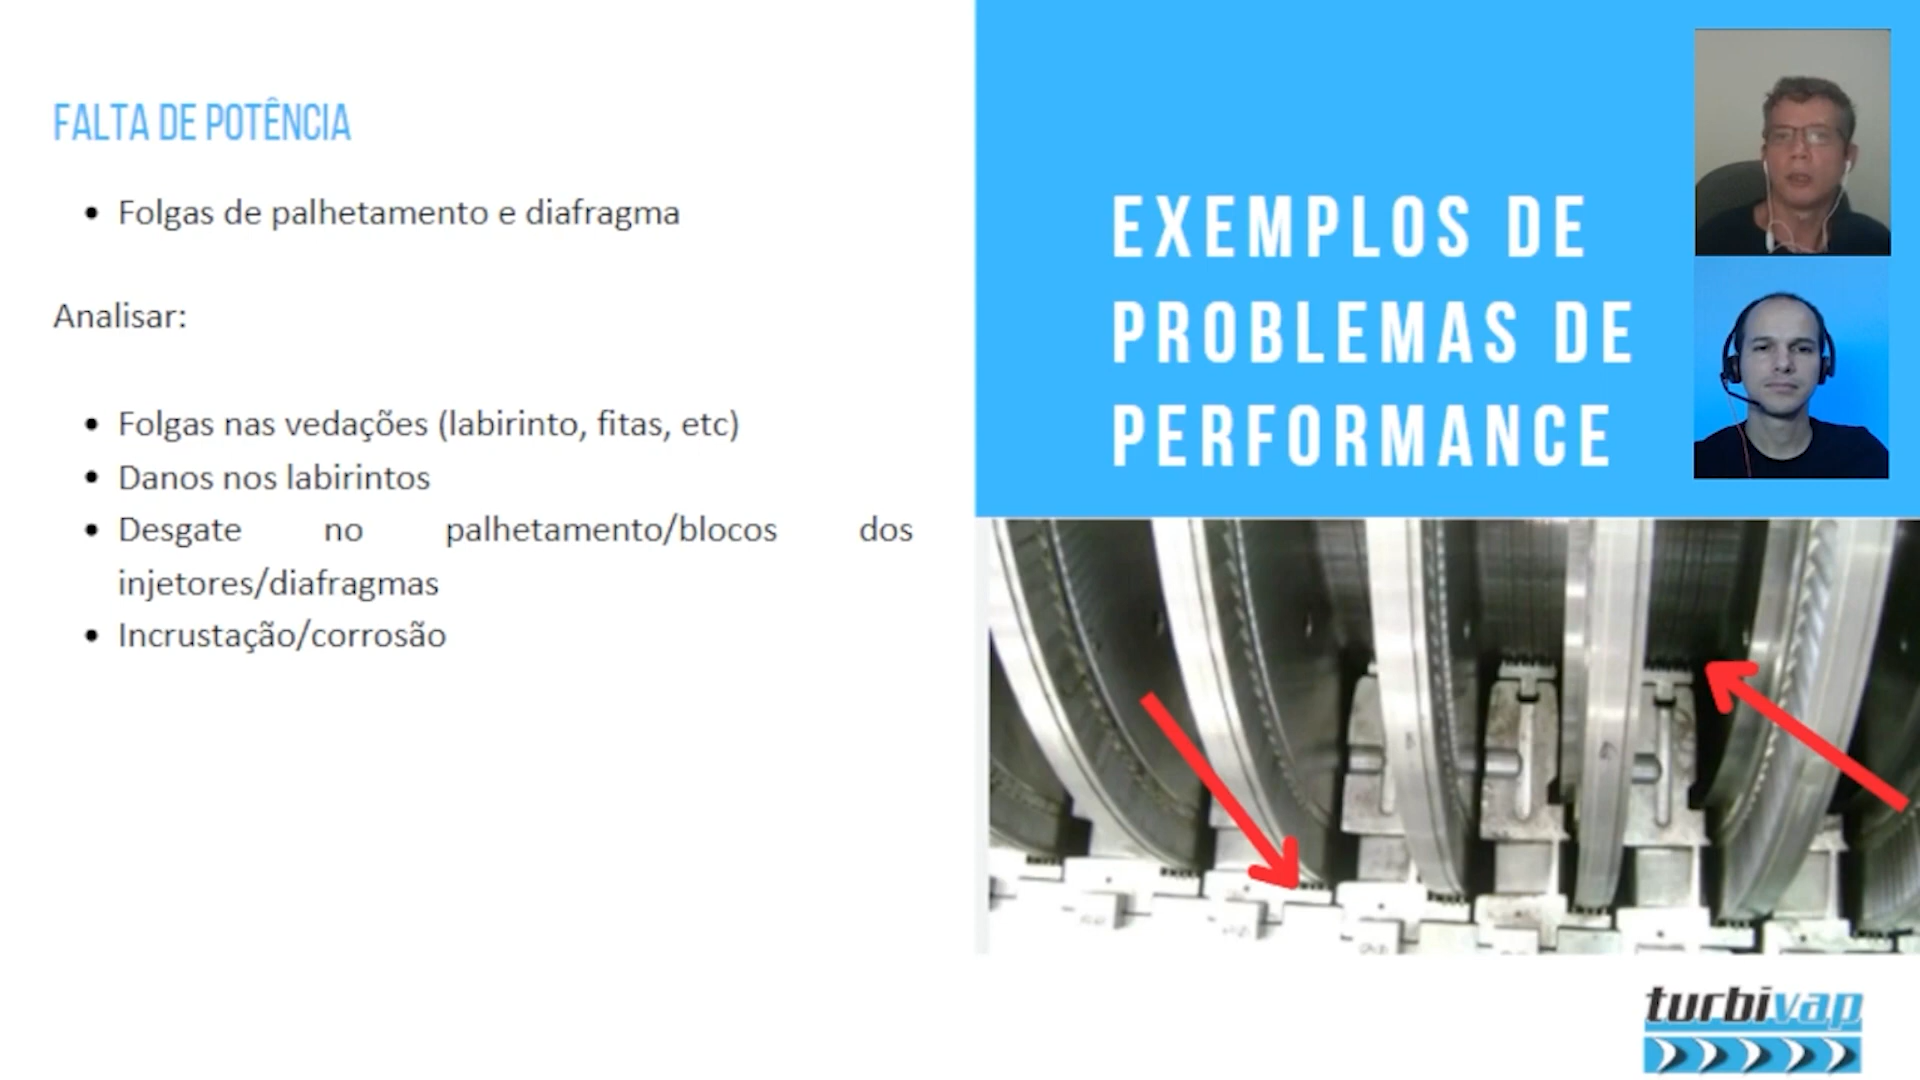 FALTA DE POTÊNCIA
• Folgas de palhetamento e diafragma
Analisar:
• Folgas nas vedações (labirinto, fitas, etc)
• Danos nos labirintos
• Desgate no palhetamento/blocos dos
injetores/diafragmas
• Incrustação/corrosão
EXEMPLOS DE
PROBLEMAS DE
PERFORMANCE
turbivap